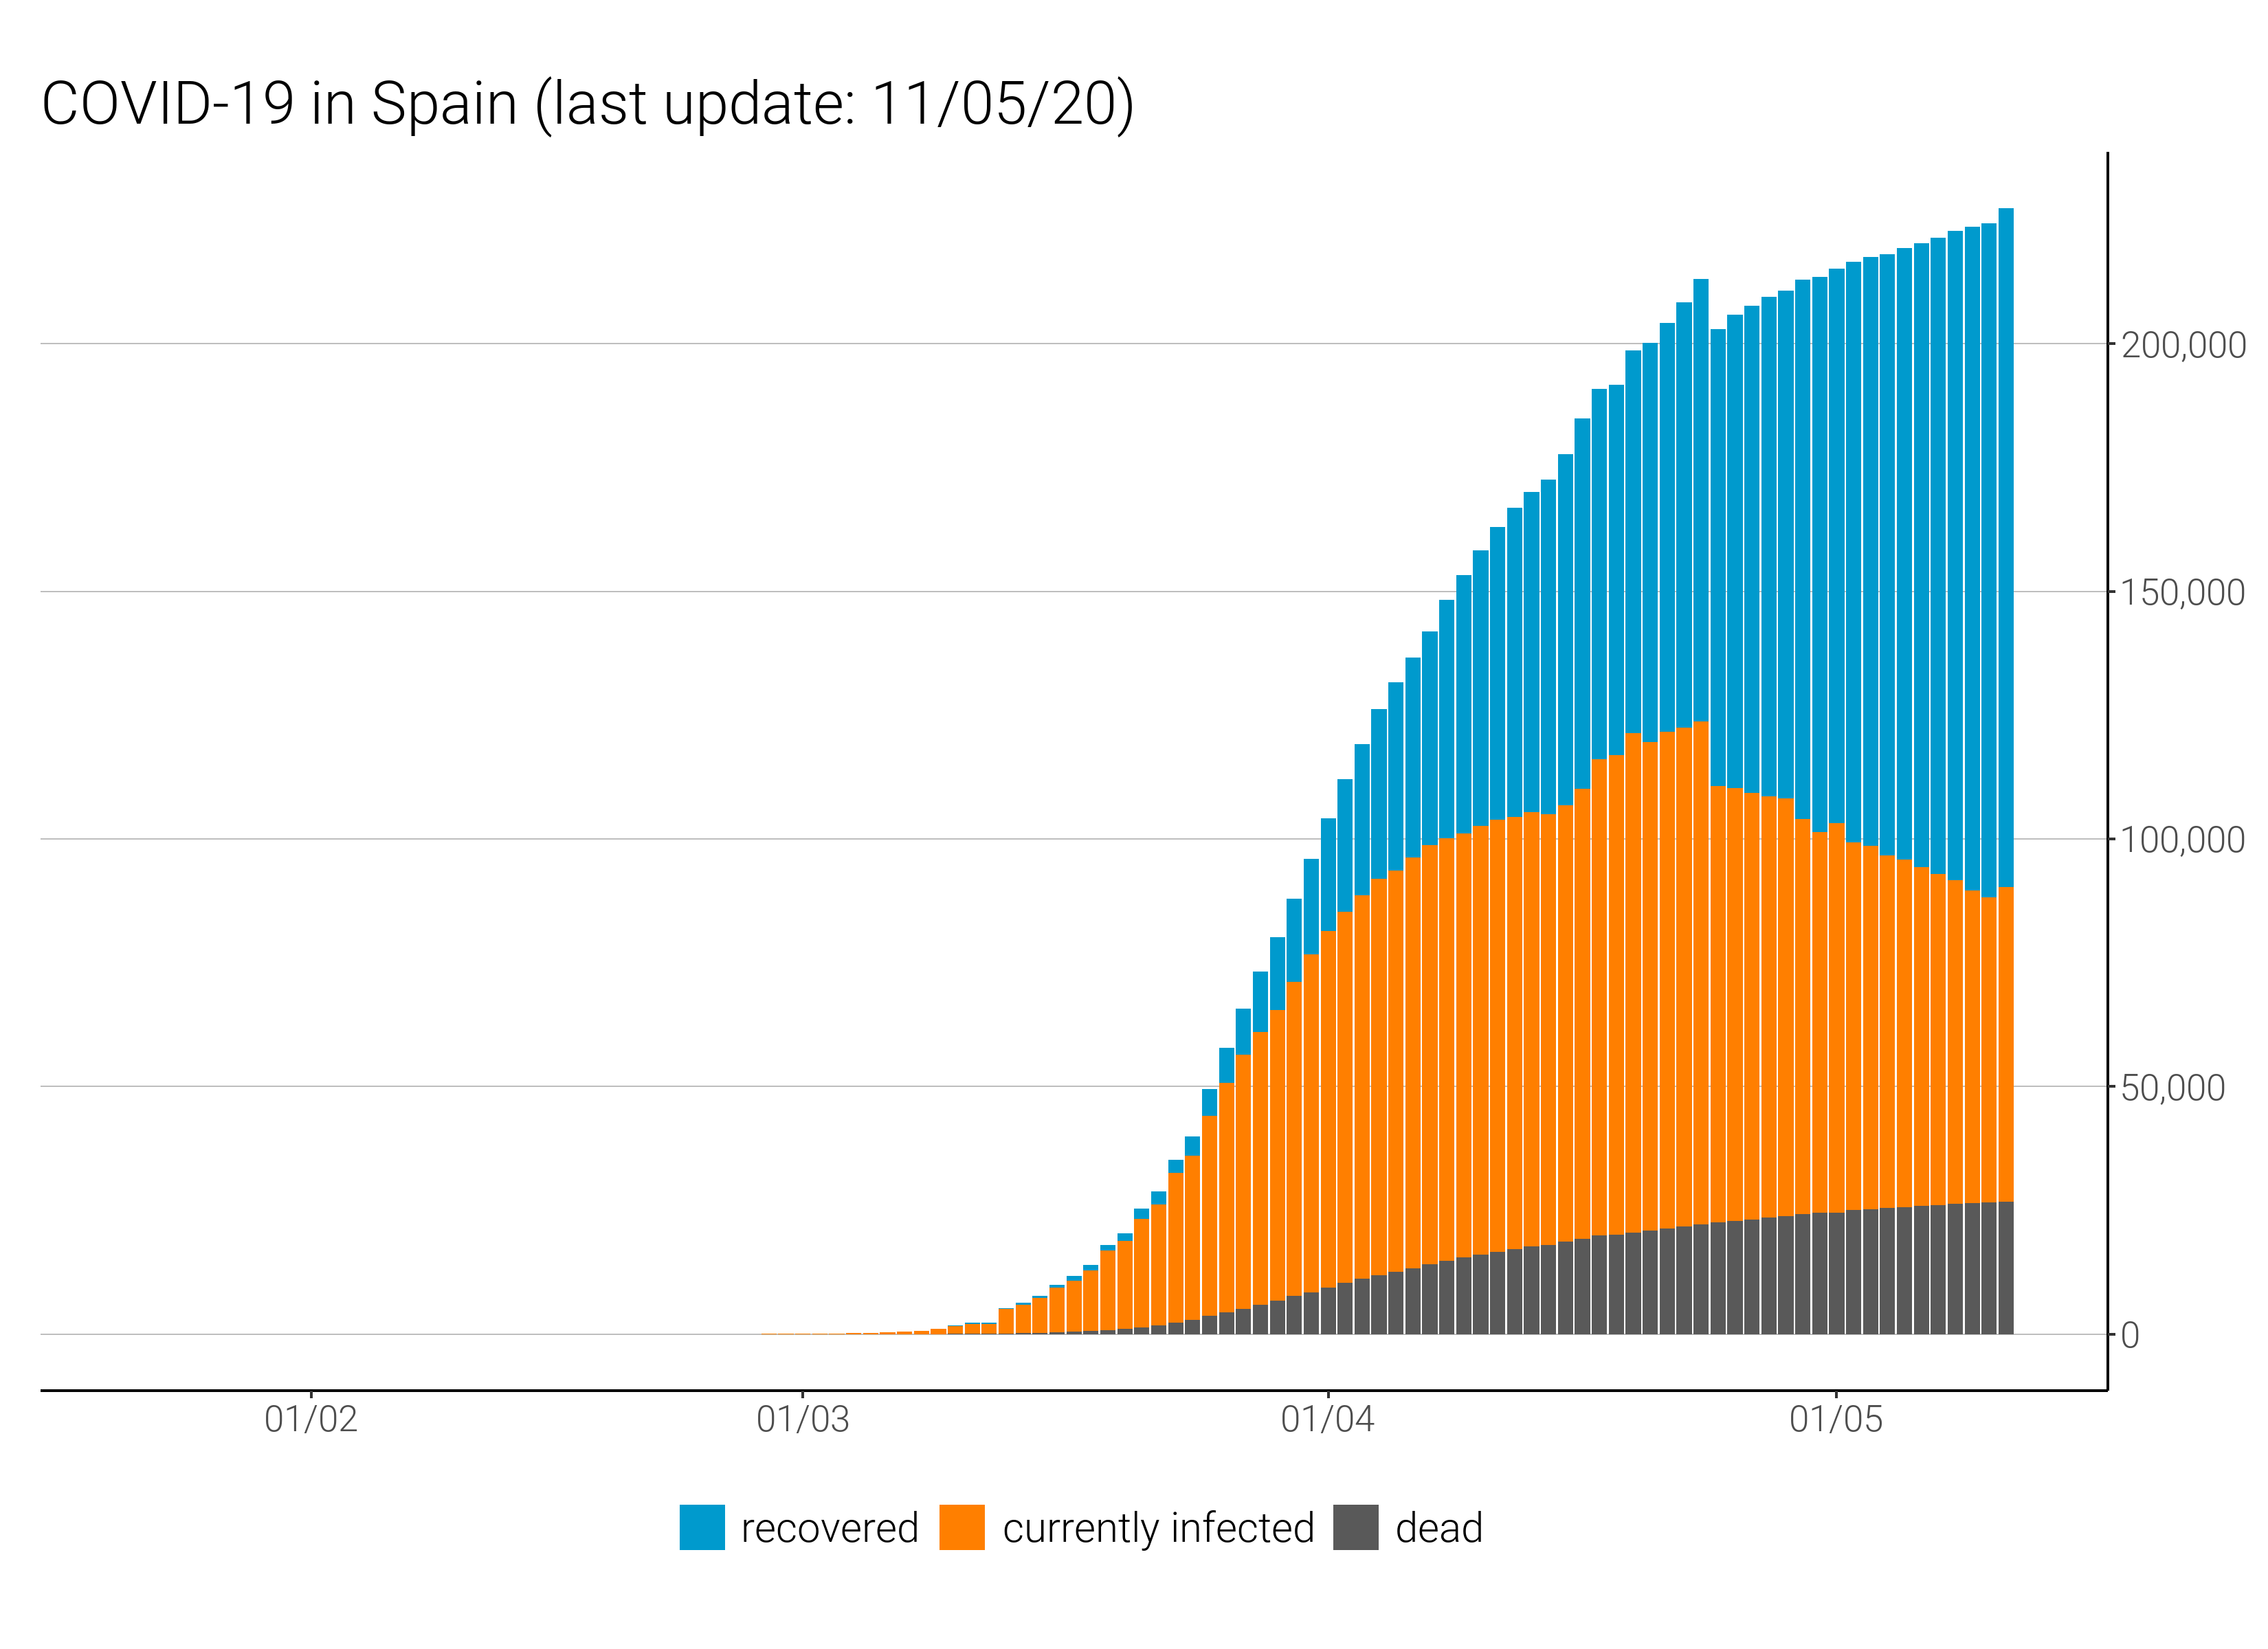 COVID-19 in Spain (last update: 11/05/20)
200,000
150,000
100,000
50,000
0
01/02 01/03 01/04 01/05
recovered currently infected dead